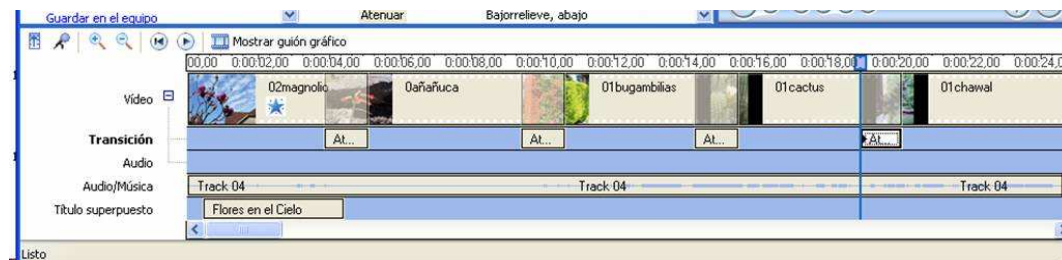 Guardar en el equipo Atenuar Bajorrelieve, abajo
Mostrar guión gráfico
00,00 0:00:02,00 0:00:04,00 0:00:06,00 0:00:08,00 0:00:10,00 0:00:12,00 0:00:14,00 0:00:16,00 0:00:18,00 0:00:20,00 0:00:22,00 0:00:24,0
Vídeo 02magnolio 0añañuca 01bugambilias 01cactus 01chawal
Transición At... At... At... At...
Audio
Audio/Música Track 04 Track 04 Track 04
Título superpuesto Flores en el Cielo
Listo